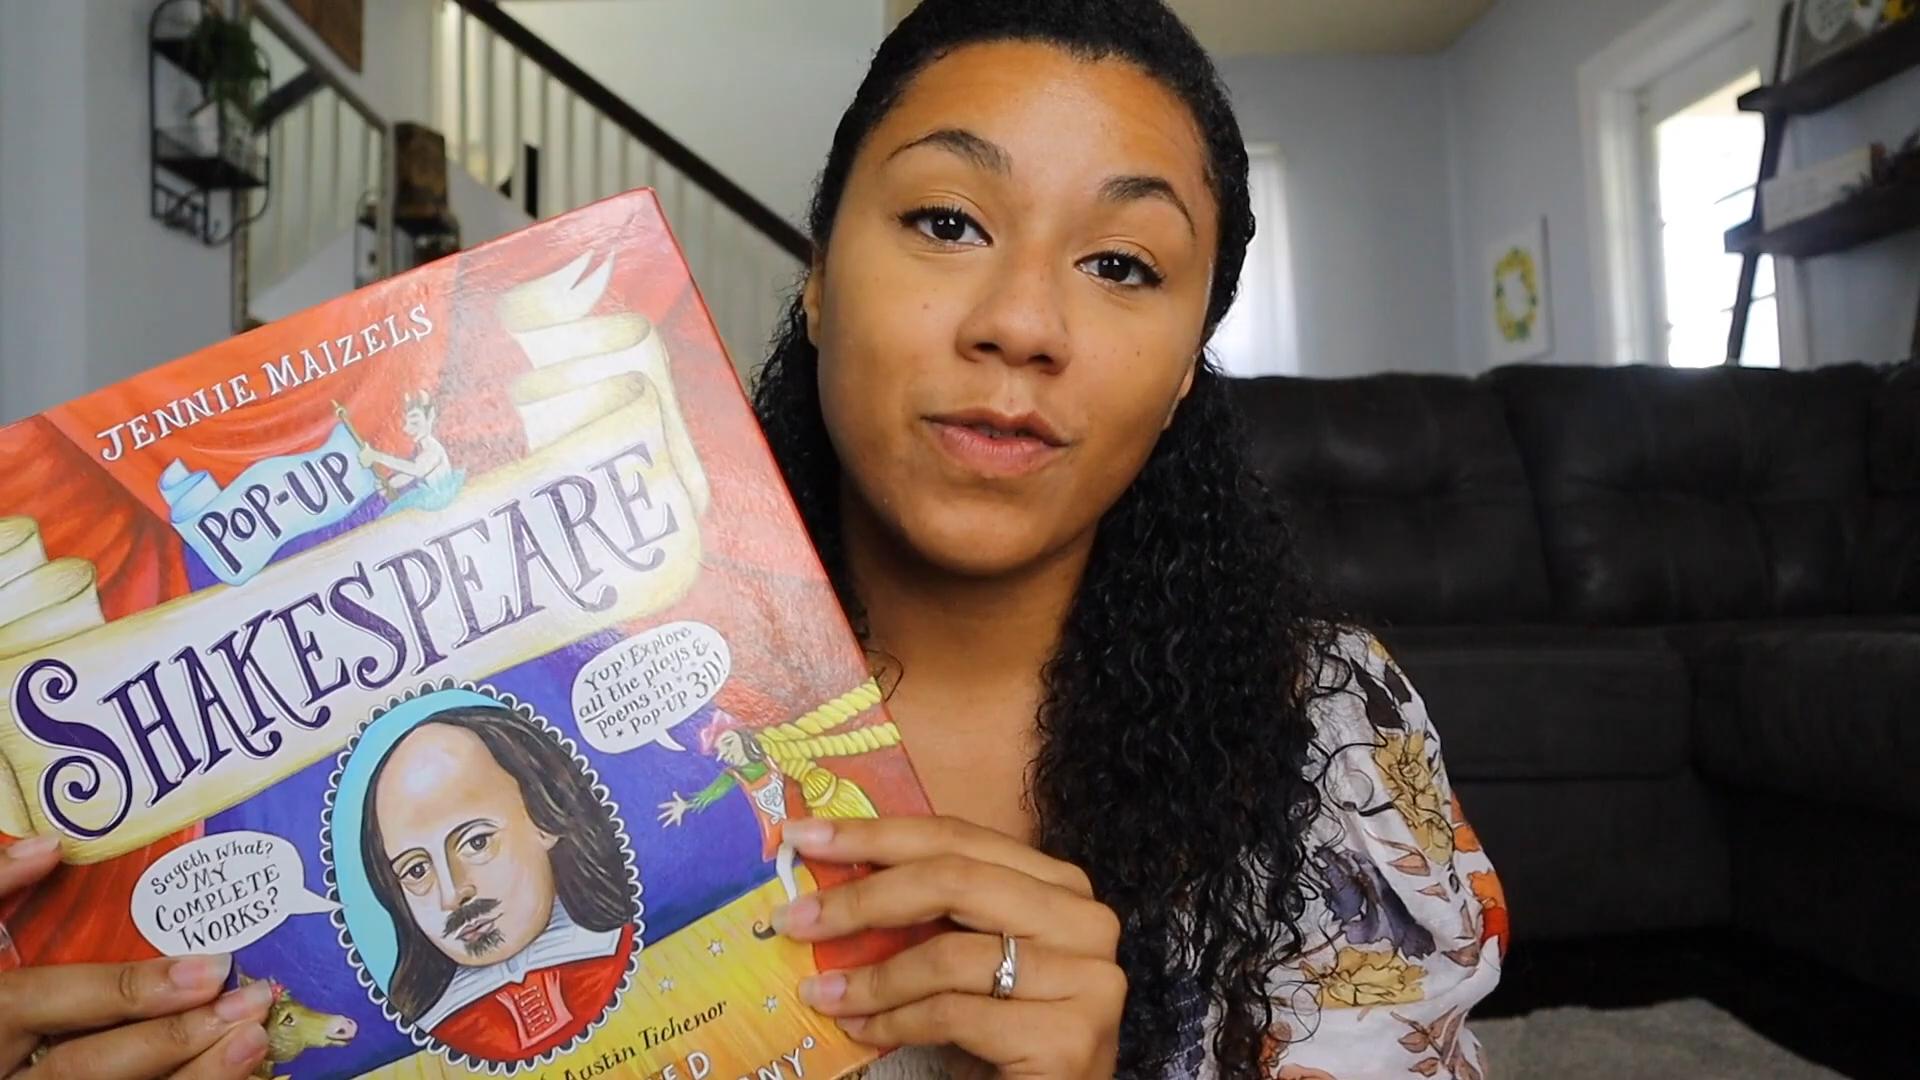 JENNIE MAIZELS
POP-UP
SHAKESPEARE
Yup! Explore
all the plays &
poems in
* Pop-Up 3-D!
Sayeth what?
MY
COMPLETE
WORKS?
Austin Tichenor